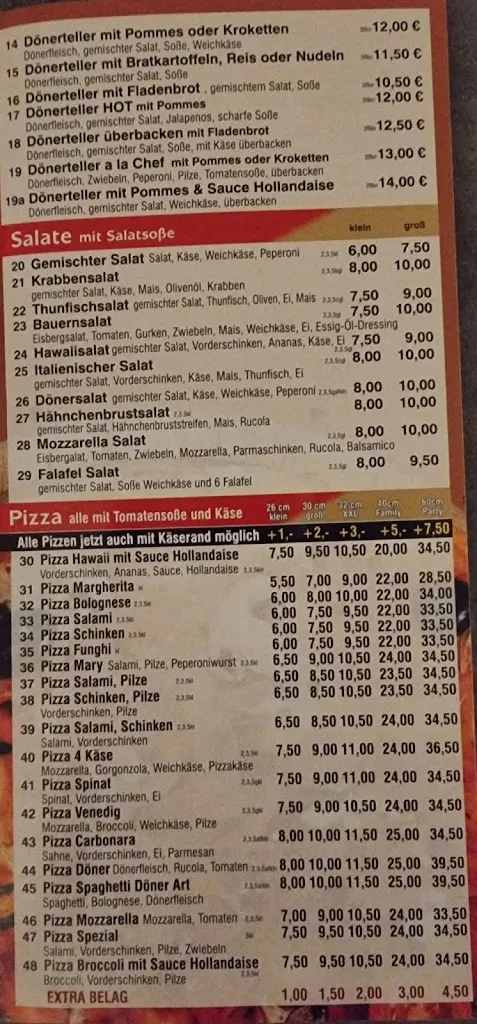 14 Dönerteller mit Pommes oder Kroketten 12,00 €
Dönerfleisch, gemischter Salat, Soße, Weichkäse
15 Dönerteller mit Bratkartoffeln, Reis oder Nudeln 11,50 €
Dönerfleisch, gemischter Salat, Soße
16 Dönerteller mit Fladenbrot , gemischtem Salat, Soße 10,50 €
17 Dönerteller HOT mit Pommes 12,00 €
Dönerfleisch, gemischter Salat, Jalapenos, scharfe Soße
18 Dönerteller überbacken mit Fladenbrot 12,50 €
Dönerfleisch, gemischter Salat, Soße, mit Käse überbacken
19 Dönerteller a la Chef mit Pommes oder Kroketten 13,00 €
Dönerfleisch, Zwiebeln, Peperoni, Pilze, Tomatensoße, überbacken
19a Dönerteller mit Pommes & Sauce Hollandaise 14,00 €
Dönerfleisch, gemischter Salat, Weichkäse, überbacken
Salate mit Salatsoße klein groß
20 Gemischter Salat Salat, Käse, Weichkäse, Peperoni 6,00 7,50
21 Krabbensalat 8,00 10,00
gemischter Salat, Käse, Mais, Olivenöl, Krabben
22 Thunfischsalat gemischter Salat, Thunfisch, Oliven, Ei, Mais 7,50 9,00
23 Bauernsalat 7,50 10,00
Eisbergsalat, Tomaten, Gurken, Zwiebeln, Mais, Weichkäse, Ei, Essig-Öl-Dressing
24 Hawaiisalat gemischter Salat, Vorderschinken, Ananas, Käse, Ei 7,50 9,00
25 Italienischer Salat 8,00 10,00
gemischter Salat, Vorderschinken, Käse, Mais, Thunfisch, Ei
26 Dönersalat gemischter Salat, Käse, Weichkäse, Peperoni 8,00 10,00
27 Hähnchenbrustsalat 8,00 10,00
gemischter Salat, Hähnchenbruststreifen, Mais, Rucola
28 Mozzarella Salat 8,00 10,00
Eisbergalat, Tomaten, Zwiebeln, Mozzarella, Parmaschinken, Rucola, Balsamico
29 Falafel Salat 8,00 9,50
gemischter Salat, Soße Weichkäse und 6 Falafel
Pizza alle mit Tomatensoße und Käse 26 cm klein 30 cm groß 32 cm XXL 40cm Family 60cm Party
Alle Pizzen jetzt auch mit Käserand möglich +1,- +2,- +3,- +5,- +7,50
30 Pizza Hawaii mit Sauce Hollandaise 7,50 9,50 10,50 20,00 34,50
Vorderschinken, Ananas, Sauce, Hollandaise
31 Pizza Margherita 5,50 7,00 9,00 22,00 28,50
32 Pizza Bolognese 6,00 8,00 10,00 22,00 34,00
33 Pizza Salami 6,00 7,50 9,50 22,00 33,50
34 Pizza Schinken 6,00 7,50 9,50 22,00 33,50
35 Pizza Funghi 6,00 7,50 9,50 22,00 33,50
36 Pizza Mary Salami, Pilze, Peperoniwurst 6,50 9,00 10,50 24,00 34,50
37 Pizza Salami, Pilze 6,50 8,50 10,50 23,50 34,50
38 Pizza Schinken, Pilze 6,50 8,50 10,50 23,50 34,50
Vorderschinken, Pilze
39 Pizza Salami, Schinken 6,50 8,50 10,50 24,00 34,50
Salami, Vorderschinken
40 Pizza 4 Käse 7,50 9,00 11,00 24,00 36,50
Mozzarella, Gorgonzola, Weichkäse, Pizzakäse
41 Pizza Spinat 7,50 9,00 11,00 24,00 34,50
Spinat, Vorderschinken, Ei
42 Pizza Venedig 7,50 9,00 10,50 24,00 34,50
Mozzarella, Broccoli, Weichkäse, Pilze
43 Pizza Carbonara 8,00 10,00 11,50 25,00 34,50
Sahne, Vorderschinken, Ei, Parmesan
44 Pizza Döner Dönerfleisch, Rucola, Tomaten 8,00 10,00 11,50 25,00 39,50
45 Pizza Spaghetti Döner Art 8,00 10,00 11,50 25,00 39,50
Spaghetti, Bolognese, Dönerfleisch
46 Pizza Mozzarella Mozzarella, Tomaten 7,00 9,00 10,50 24,00 33,50
47 Pizza Spezial 7,50 9,50 10,50 24,00 34,50
Salami, Vorderschinken, Pilze, Zwiebeln
48 Pizza Broccoli mit Sauce Hollandaise 7,50 9,50 10,50 24,00 34,50
Broccoli, Vorderschinken, Pilze
EXTRA BELAG 1,00 1,50 2,00 3,00 4,50